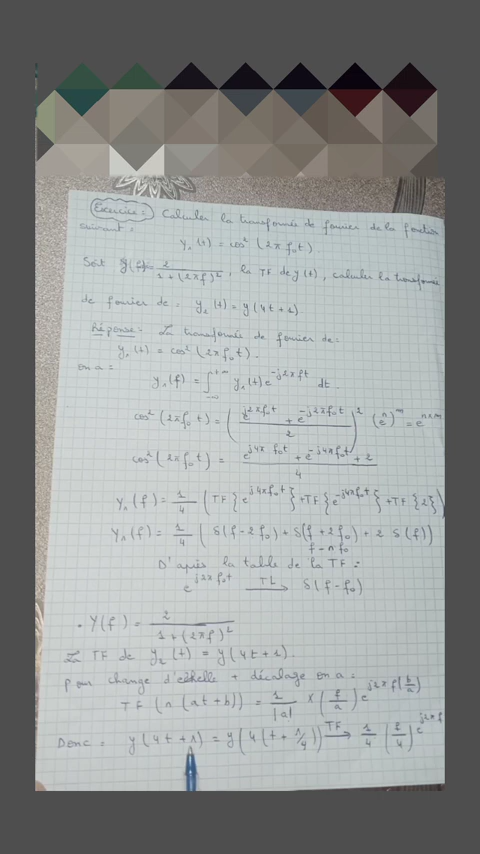 Exercice : Calculer la transformée de fourier de la fonction
suivant :
y₁(t) = cos²(2πf₀t)
Soit Y(f) = 2 / (1 + (2πf)²), la TF de y(t), calculer la transformée
de fourier de : y₂(t) = y(4t + 1).
Réponse : La transformée de fourier de :
y₁(t) = cos²(2πf₀t).
on a :
Y₁(f) = ∫_{-∞}^{+∞} y₁(t) e^{-j2πft} dt.
cos²(2πf₀t) = ((e^{j2πf₀t} + e^{-j2πf₀t}) / 2)² (eⁿ)ᵐ = e^{n×m}
cos²(2πf₀t) = (e^{j4πf₀t} + e^{-j4πf₀t} + 2) / 4
Y₁(f) = 1/4 (TF{e^{j4πf₀t}} + TF{e^{-j4πf₀t}} + TF{2})
Y₁(f) = 1/4 (δ(f - 2f₀) + δ(f + 2f₀) + 2 δ(f))
f - n f₀
D'après la table de la TF :
e^{j2πf₀t} → δ(f - f₀)
• Y(f) = 2 / (1 + (2πf)²)
La TF de y₂(t) = y(4t + 1).
Pour change d'échelle + décalage on a :
TF(x(at + b)) = 1/|a| X(f/a) e^{j2πf(b/a)}
Donc : y(4t + 1) = y(4(t + 1/4)) →TF 1/4 (f/4) e^{j2πf